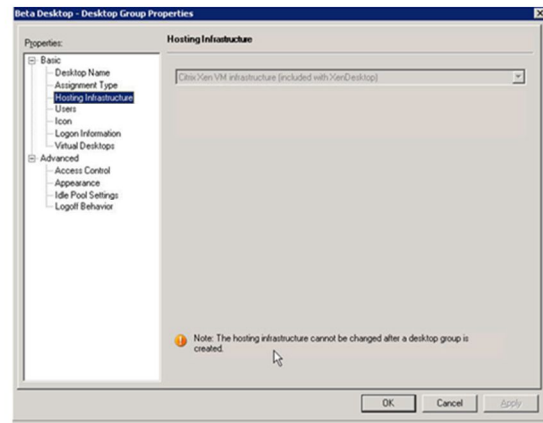 Beta Desktop - Desktop Group Properties
Properties:
Hosting Infrastructure
Basic
Desktop Name
Assignment Type
Hosting Infrastructure
Users
Icon
Logon Information
Virtual Desktops
Advanced
Access Control
Appearance
Idle Pool Settings
Logoff Behavior
Citrix Xen VM infrastructure (included with XenDesktop)
Note: The hosting infrastructure cannot be changed after a desktop group is
created.
OK Cancel Apply